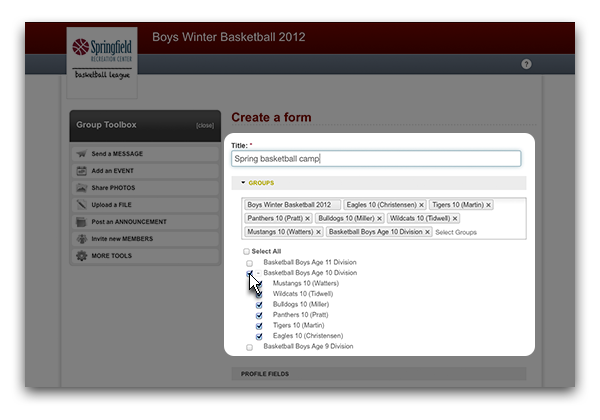 Springfield
RECREATION CENTER
basketball league
Boys Winter Basketball 2012
?
Group Toolbox [close]
Send a MESSAGE
Add an EVENT
Share PHOTOS
Upload a FILE
Post an ANNOUNCEMENT
Invite new MEMBERS
MORE TOOLS
Create a form
Title: *
Spring basketball camp
GROUPS
Boys Winter Basketball 2012 Eagles 10 (Christensen) × Tigers 10 (Martin) ×
Panthers 10 (Pratt) × Bulldogs 10 (Miller) × Wildcats 10 (Tidwell) ×
Mustangs 10 (Watters) × Basketball Boys Age 10 Division × Select Groups
Select All
Basketball Boys Age 11 Division
- Basketball Boys Age 10 Division
Mustangs 10 (Watters)
Wildcats 10 (Tidwell)
Bulldogs 10 (Miller)
Panthers 10 (Pratt)
Tigers 10 (Martin)
Eagles 10 (Christensen)
Basketball Boys Age 9 Division
PROFILE FIELDS